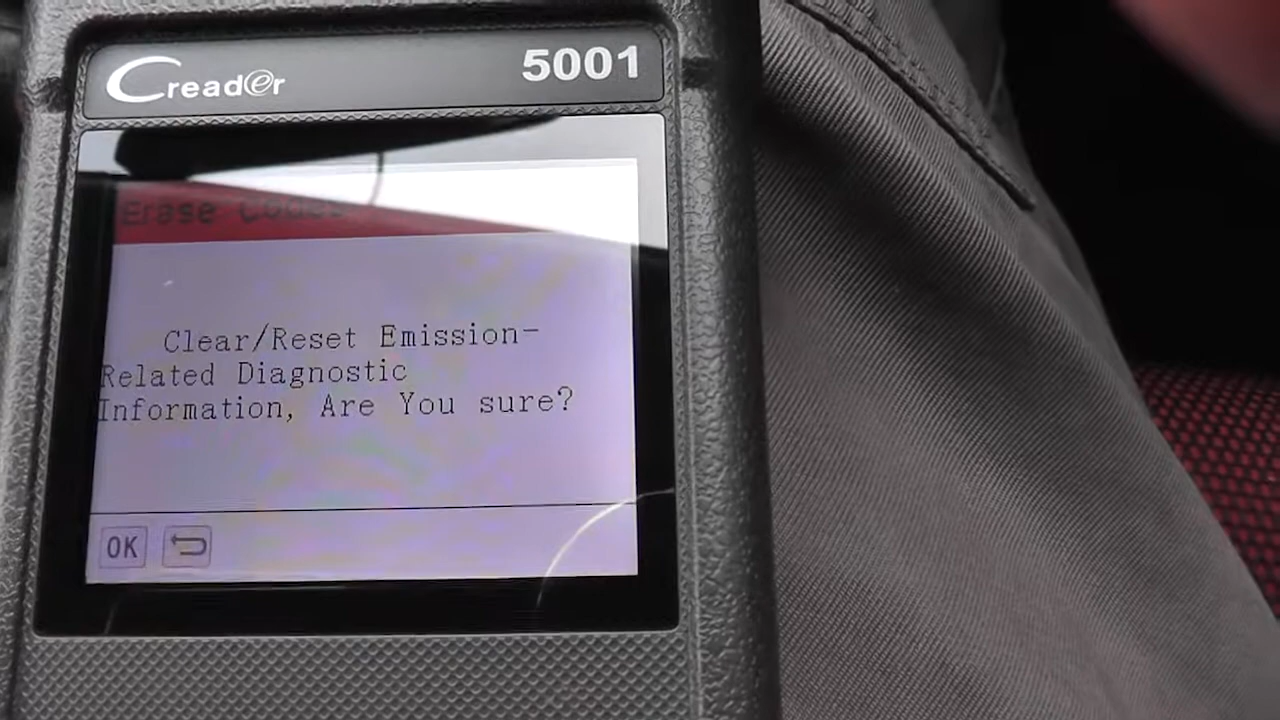 Creader
5001
Erase Codes
Clear/Reset Emission-
Related Diagnostic
Information, Are You sure?
OK